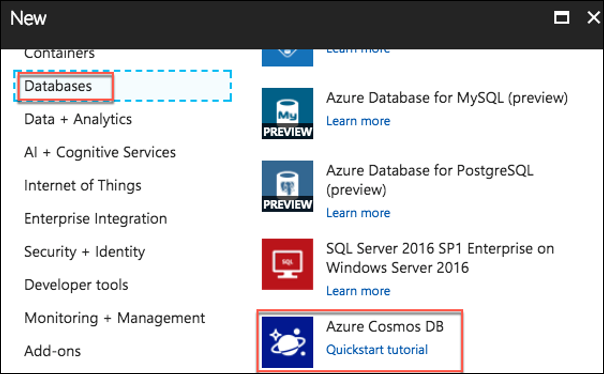 New
Containers
Databases
Data + Analytics
AI + Cognitive Services
Internet of Things
Enterprise Integration
Security + Identity
Developer tools
Monitoring + Management
Add-ons
Learn more
My
PREVIEW
Azure Database for MySQL (preview)
Learn more
PREVIEW
Azure Database for PostgreSQL
(preview)
Learn more
SQL
SQL Server 2016 SP1 Enterprise on
Windows Server 2016
Learn more
Azure Cosmos DB
Quickstart tutorial